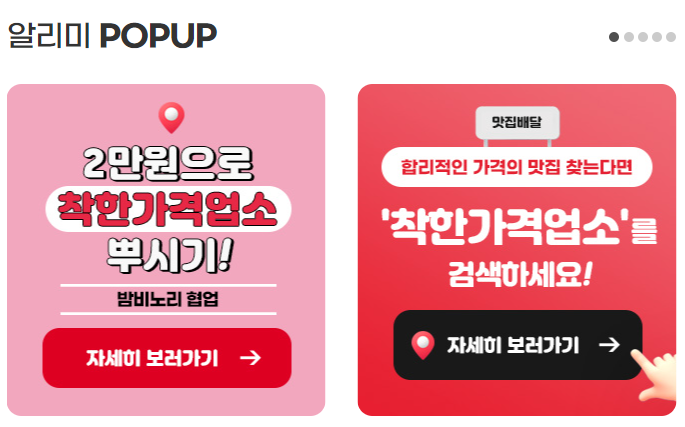 알리미 POPUP
2만원으로
착한가격업소
뿌시기!
밤비노리 협업
자세히 보러가기
맛집배달
합리적인 가격의 맛집 찾는다면
'착한가격업소'를
검색하세요!
자세히 보러가기